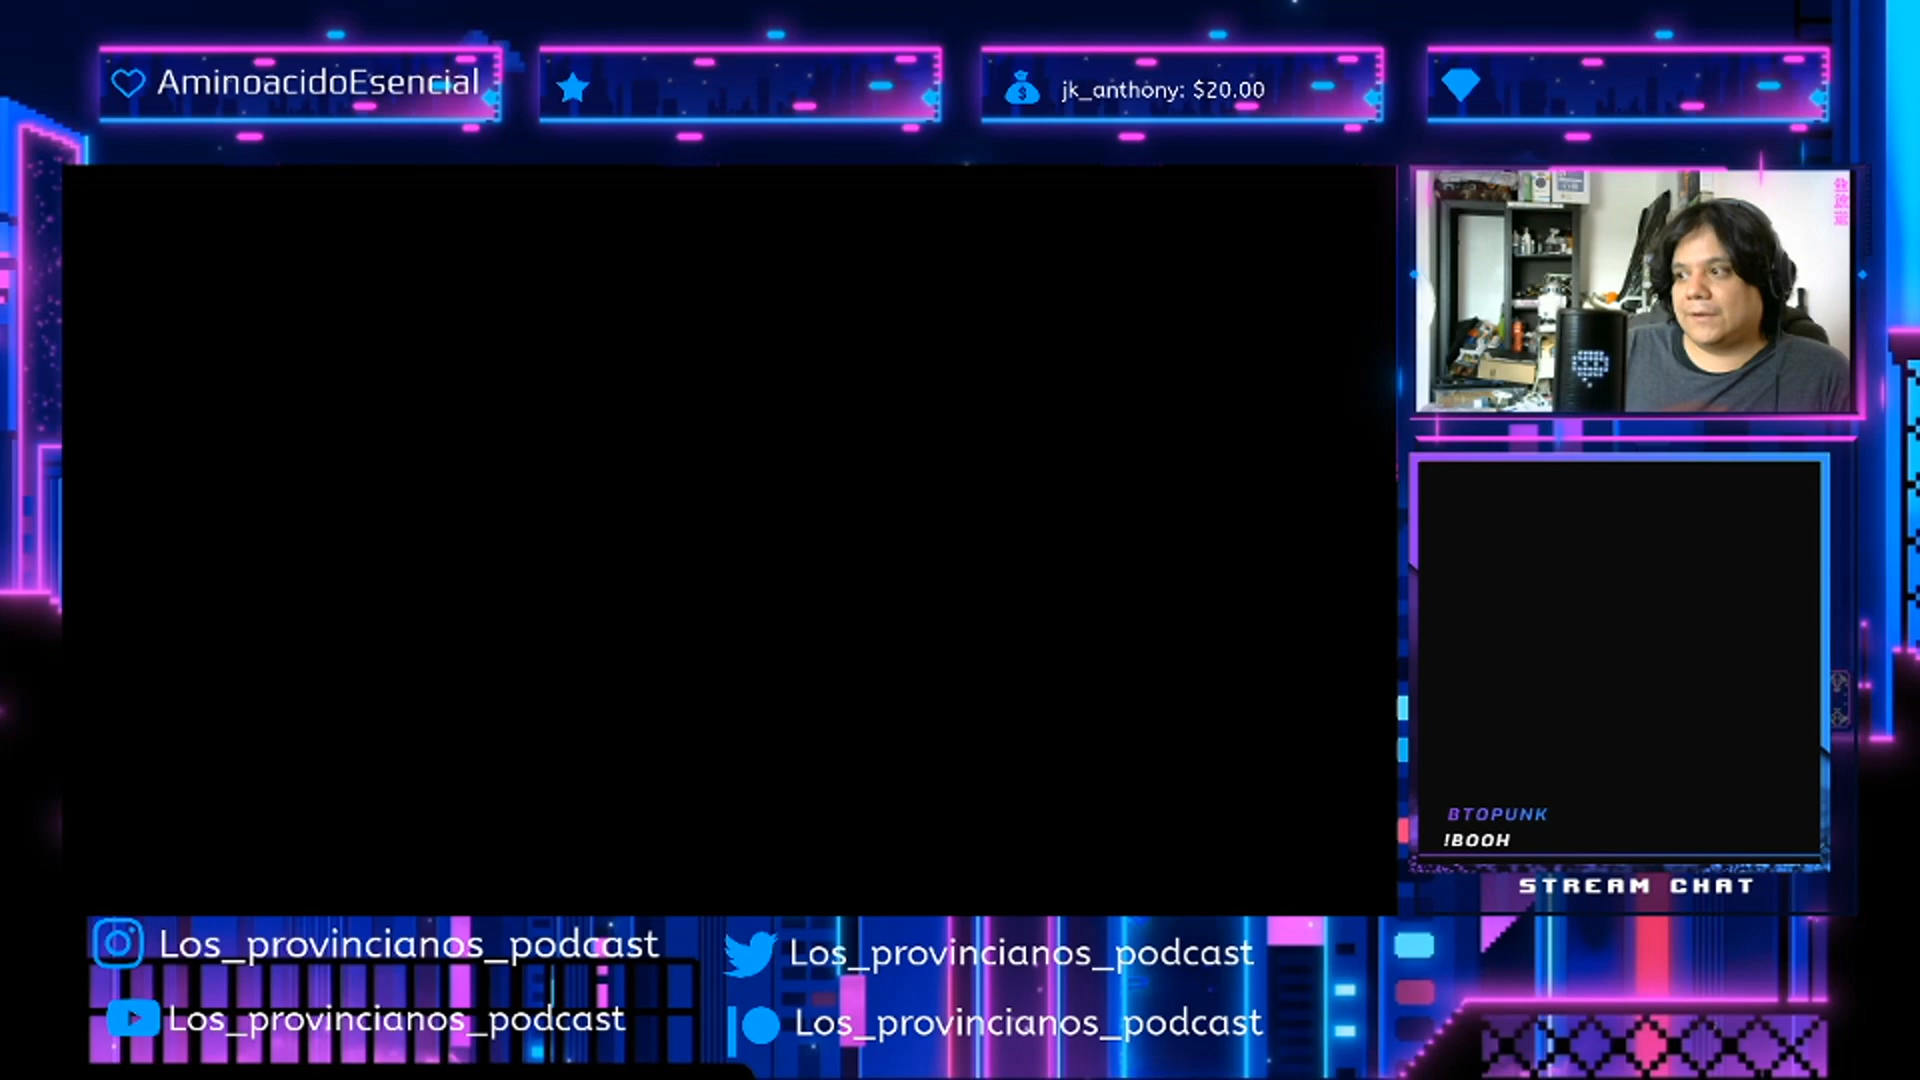 AminoacidoEsencial
jk_anthony: $20.00
BTOPUNK
!BOOH
STREAM CHAT
Los_provincianos_podcast
Los_provincianos_podcast
Los_provincianos_podcast
Los_provincianos_podcast